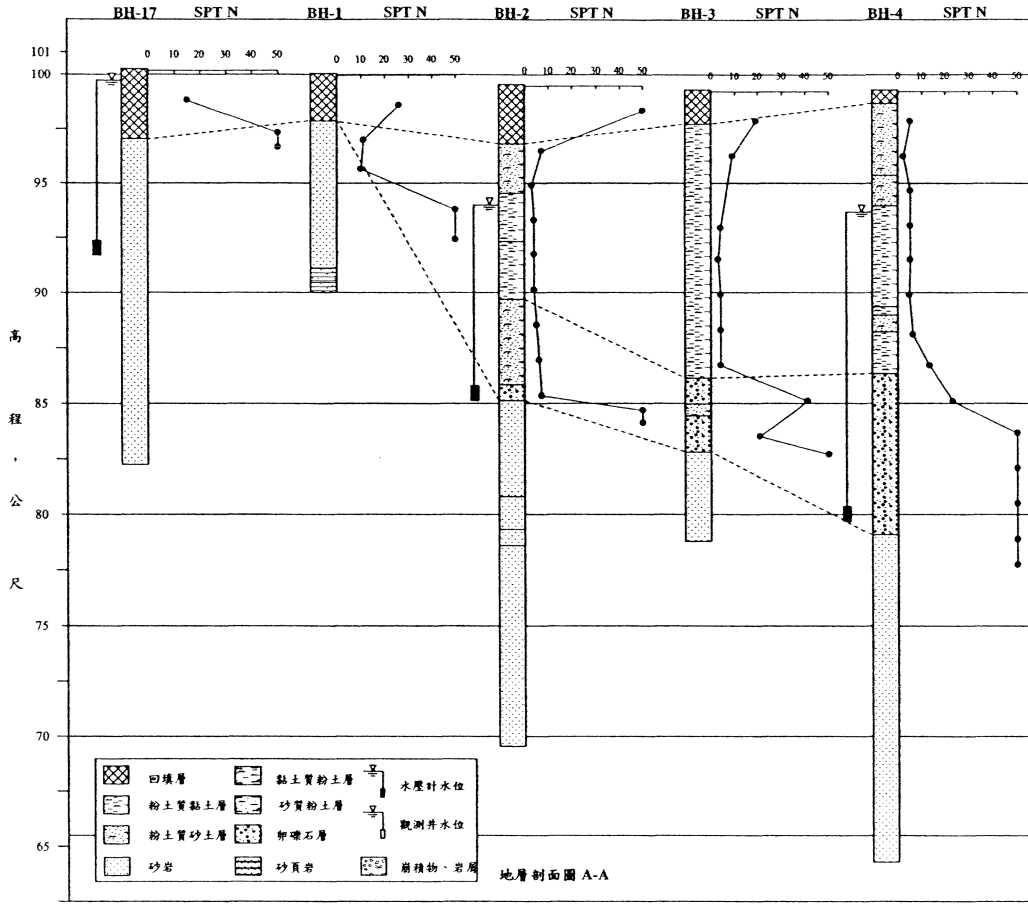 BH-17 SPT N BH-1 SPT N BH-2 SPT N BH-3 SPT N BH-4 SPT N
0 10 20 30 40 50
0 10 20 30 40 50
0 10 20 30 40 50
0 10 20 30 40 50
0 10 20 30 40 50
101
100
95
90
85
80
75
70
65
高程，公尺
回填層
黏土質粉土層
水壓計水位
粉土質黏土層
砂質粉土層
觀測井水位
粉土質砂土層
卵礫石層
砂岩
砂頁岩
崩積物、岩屑
地層剖面圖 A-A